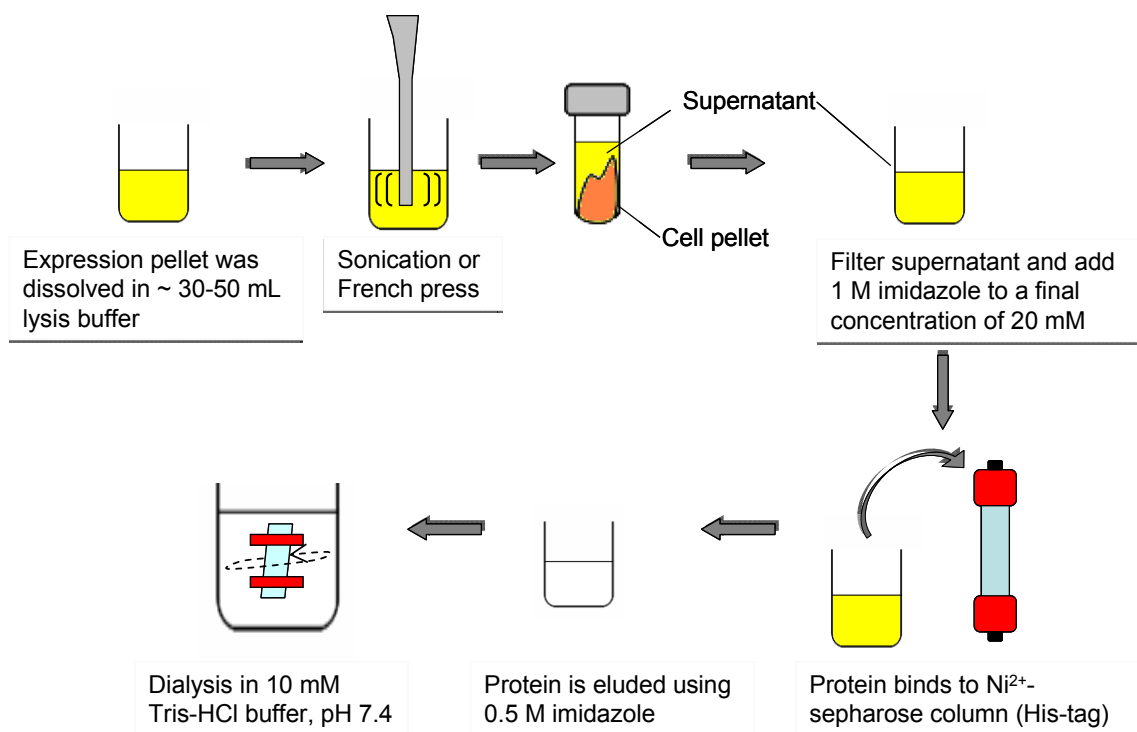 Supernatant
Cell pellet
Expression pellet was
dissolved in ~ 30-50 mL
lysis buffer
Sonication or
French press
Filter supernatant and add
1 M imidazole to a final
concentration of 20 mM
Dialysis in 10 mM
Tris-HCl buffer, pH 7.4
Protein is eluded using
0.5 M imidazole
Protein binds to Ni²⁺-
sepharose column (His-tag)